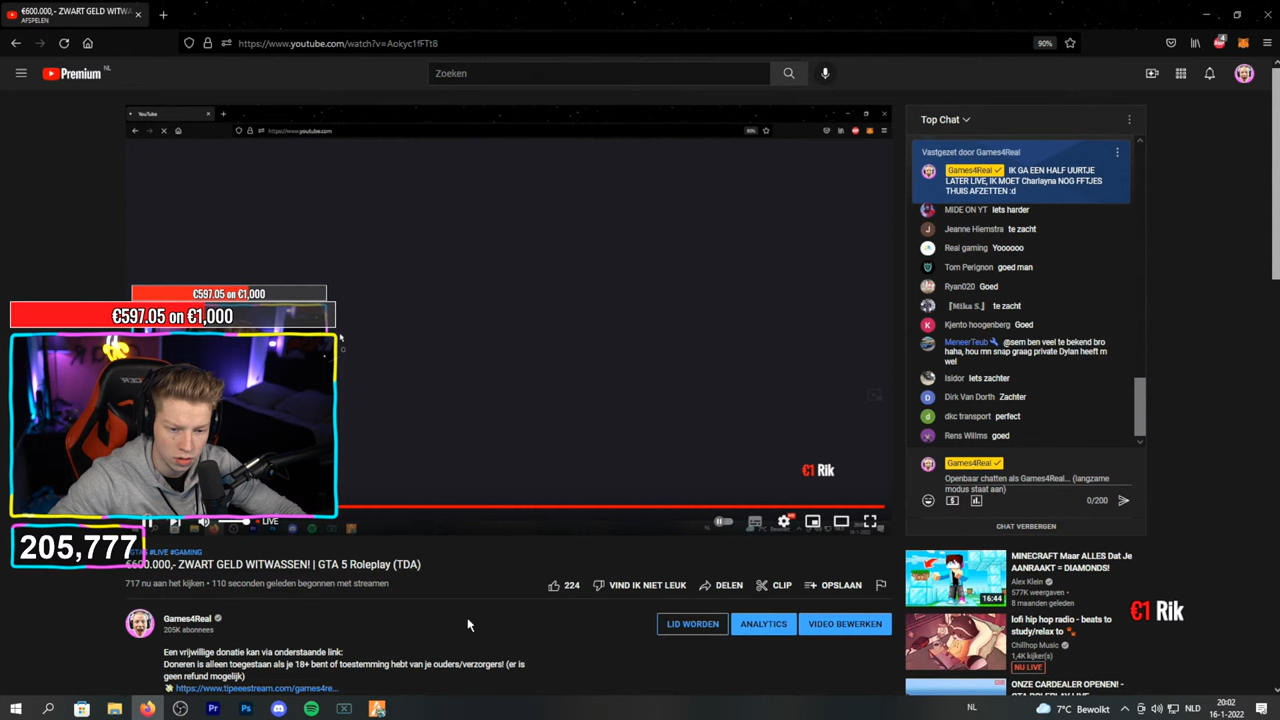 €600.000,- ZWART GELD WITWA
AFSPELEN
https://www.youtube.com/watch?v=Aokyc1fFTt8
90%
4
Premium NL
Zoeken
YouTube
https://www.youtube.com
90%
€597.05 on €1,000
€597.05 on €1,000
€1 Rik
LIVE
205,777
#LIVE #GAMING
€600.000,- ZWART GELD WITWASSEN! | GTA 5 Roleplay (TDA)
717 nu aan het kijken • 110 seconden geleden begonnen met streamen
224
VIND IK NIET LEUK
DELEN
CLIP
OPSLAAN
Games4Real
205K abonnees
LID WORDEN
ANALYTICS
VIDEO BEWERKEN
Een vrijwillige donatie kan via onderstaande link:
Doneren is alleen toegestaan als je 18+ bent of toestemming hebt van je ouders/verzorgers! (er is
geen refund mogelijk)
https://www.tipeeestream.com/games4re...
Top Chat
Vastgezet door Games4Real
Games4Real IK GA EEN HALF UURTJE
LATER LIVE, IK MOET Charlayna NOG FFTJES
THUIS AFZETTEN :d
MIDE ON YT Iets harder
Jeanne Hiemstra te zacht
Real gaming Yoooooo
Tom Perignon goed man
Ryan020 Goed
『Mika S.』 te zacht
Kjento hoogenberg Goed
MeneerTeub @sem ben veel te bekend bro
haha, hou mn snap graag private Dylan heeft m
wel
Isidor Iets zachter
Dirk Van Dorth Zachter
dkc transport perfect
Rens Willms goed
Games4Real
Openbaar chatten als Games4Real... (langzame
modus staat aan)
0/200
CHAT VERBERGEN
MINECRAFT Maar ALLES Dat Je
AANRAAKT = DIAMONDS!
Alex Klein
577K weergaven •
8 maanden geleden
16:44
lofi hip hop radio - beats to
study/relax to
Chillhop Music
1,4K kijker(s)
NU LIVE
€1 Rik
ONZE CARDEALER OPENEN! -
NL
7°C Bewolkt
NLD
20:02
16-1-2022